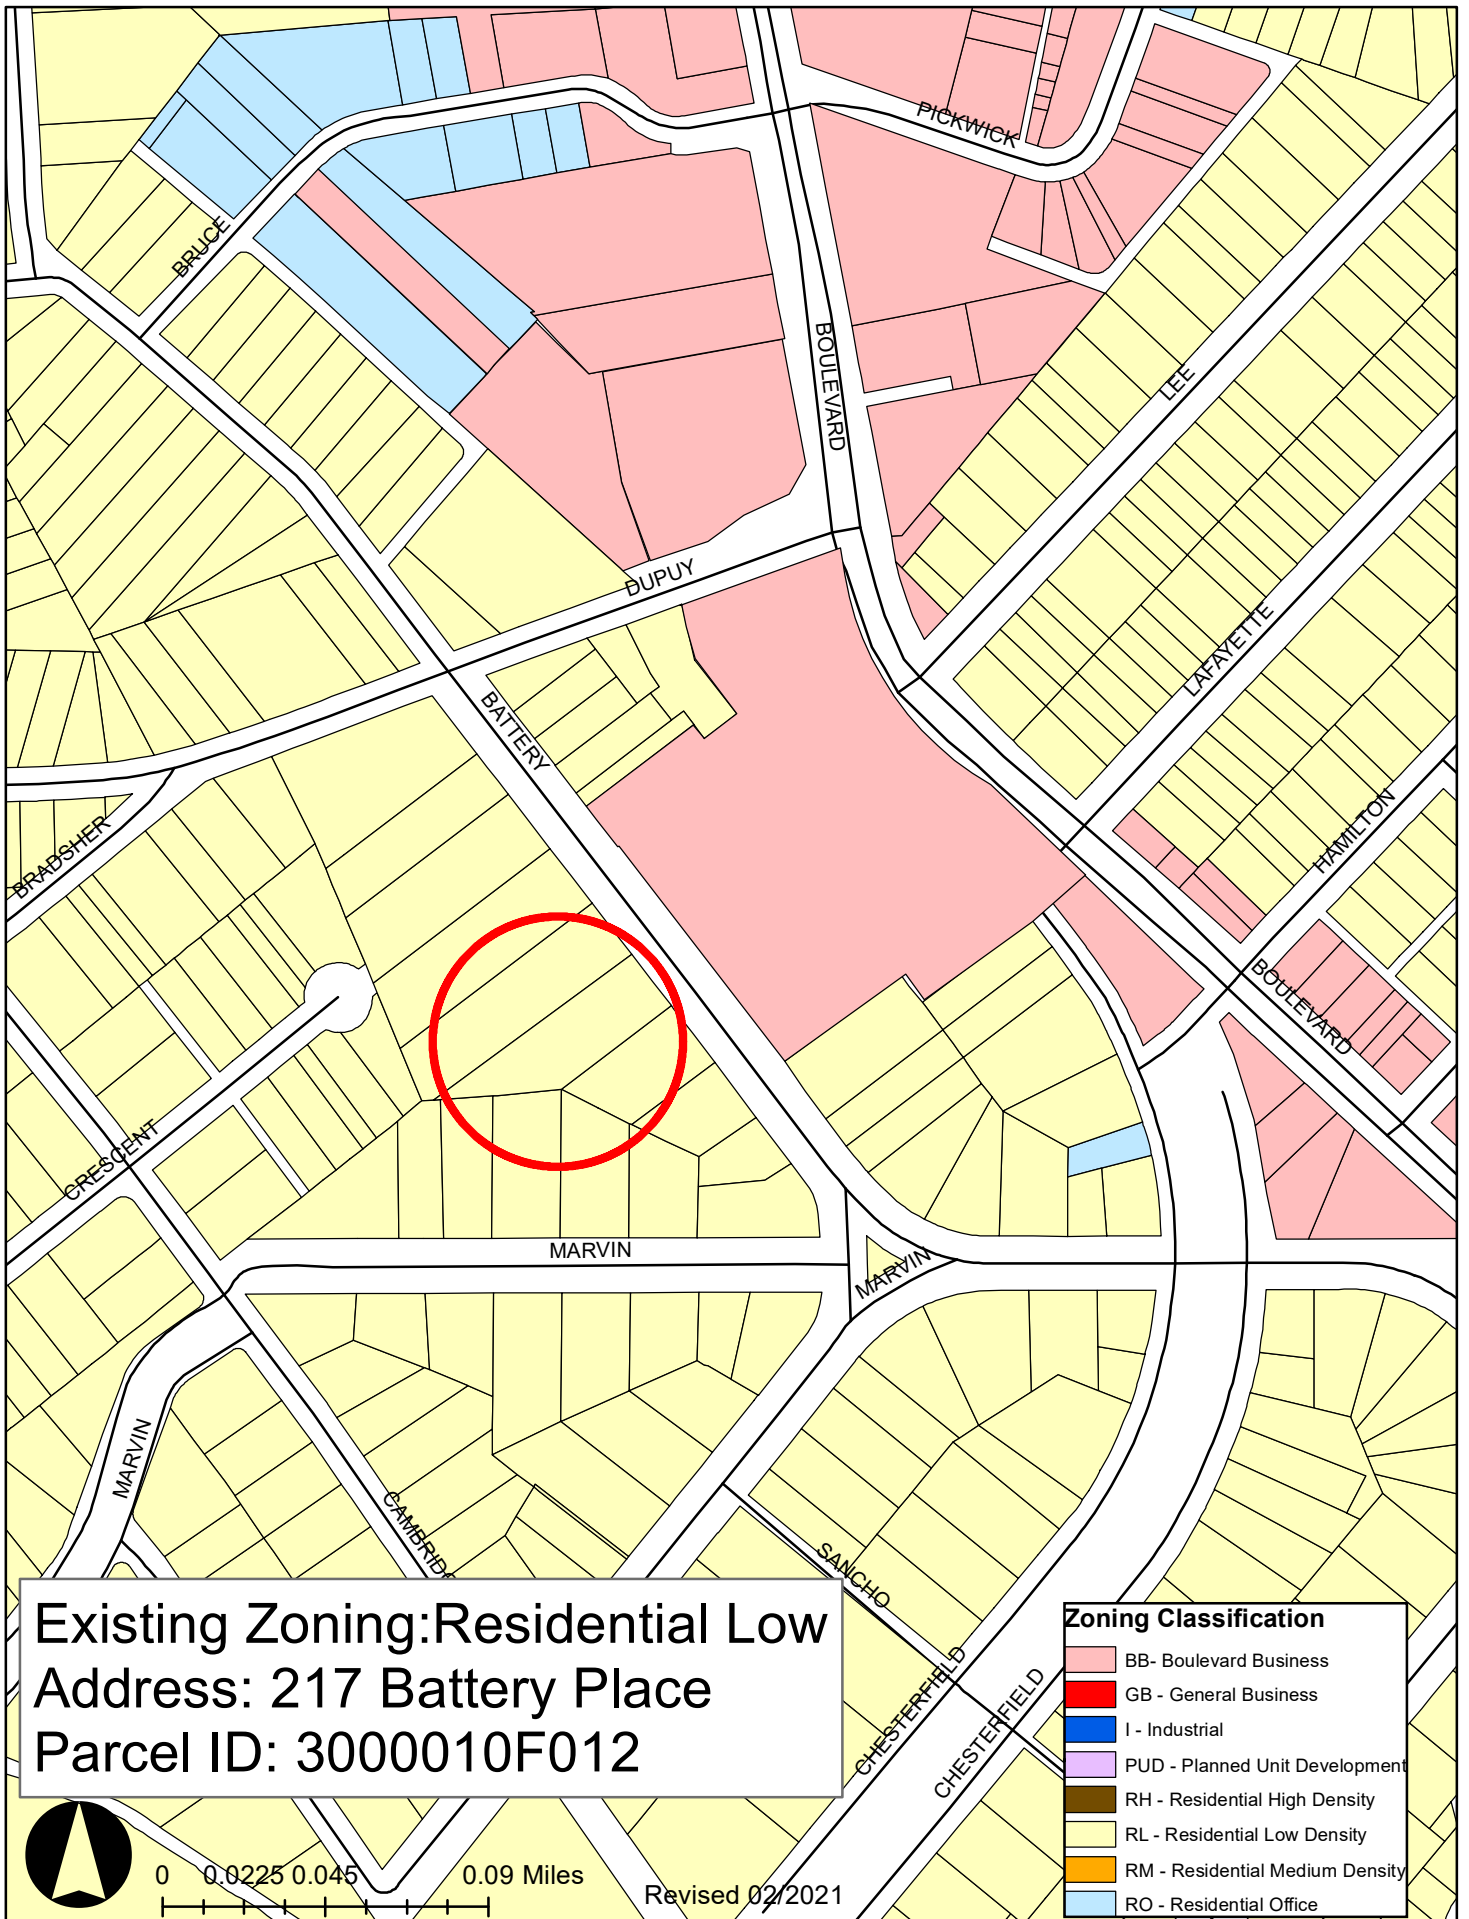 PICKWICK
BRUCE
BOULEVARD
LEE
DUPUY
LAFAYETTE
BATTERY
HAMILTON
BRADSHER
BOULEVARD
CRESCENT
MARVIN
MARVIN
MARVIN
CAMBRIDG
SANCHO
CHESTERFIELD
CHESTERFIELD
Existing Zoning:Residential Low
Address: 217 Battery Place
Parcel ID: 3000010F012
Zoning Classification
BB- Boulevard Business
GB - General Business
I - Industrial
PUD - Planned Unit Development
RH - Residential High Density
RL - Residential Low Density
RM - Residential Medium Density
RO - Residential Office
0 0.0225 0.045 0.09 Miles
Revised 02/2021